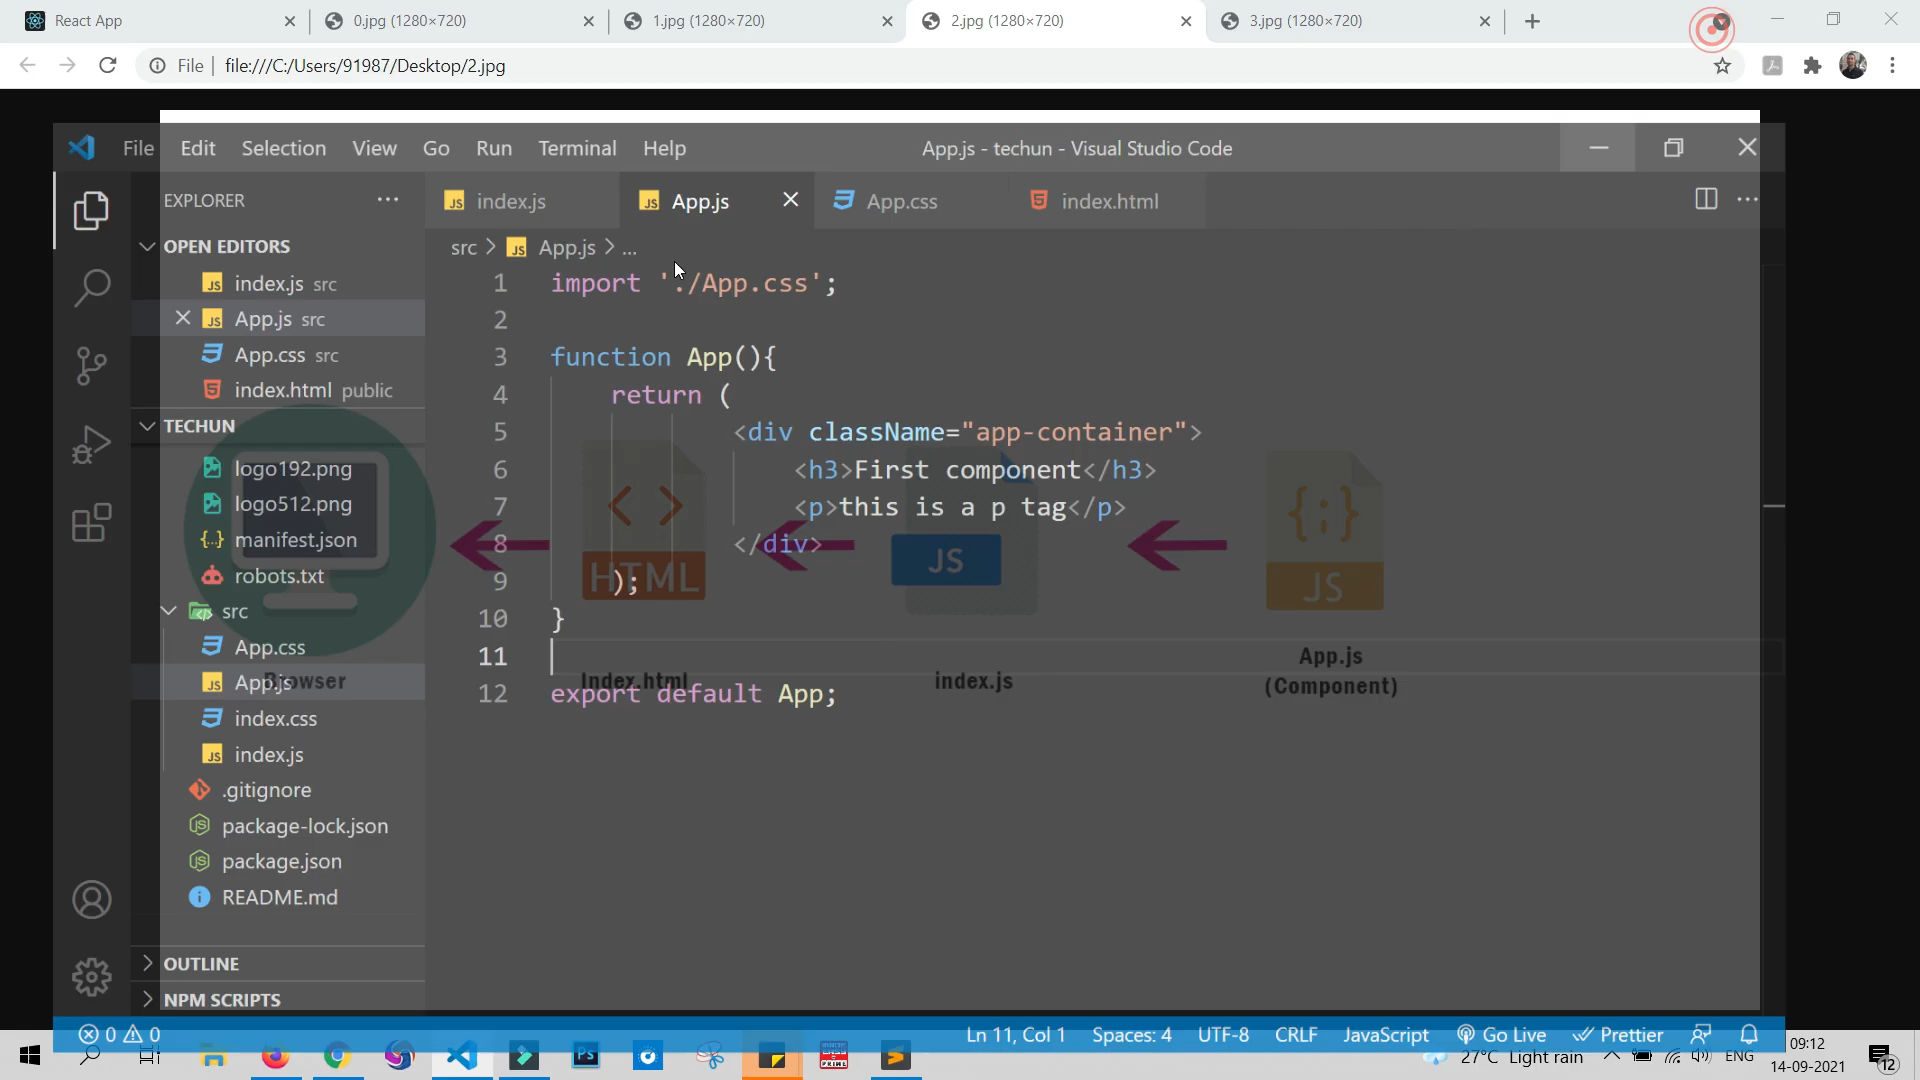 React App
0.jpg (1280×720)
1.jpg (1280×720)
2.jpg (1280×720)
3.jpg (1280×720)
File
file:///C:/Users/91987/Desktop/2.jpg
File Edit Selection View Go Run Terminal Help
App.js - techun - Visual Studio Code
EXPLORER
index.js
App.js
App.css
index.html
OPEN EDITORS
index.js src
App.js src
App.css src
index.html public
TECHUN
logo192.png
logo512.png
manifest.json
robots.txt
src
App.css
App.js
index.css
index.js
.gitignore
package-lock.json
package.json
README.md
OUTLINE
NPM SCRIPTS
src > App.js > ...
1 import './App.css';
2
3 function App(){
4 return (
5 <div className="app-container">
6 <h3>First component</h3>
7 <p>this is a p tag</p>
8 </div>
9 );
10 }
11
12 export default App;
HTML
JS
JS
Browser
Index.html
index.js
App.js
(Component)
0 0
Ln 11, Col 1
Spaces: 4
UTF-8
CRLF
JavaScript
Go Live
Prettier
Ps
27°C Light rain
ENG
09:12
14-09-2021
12